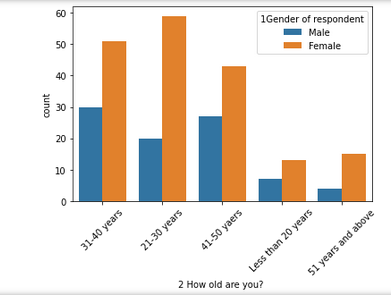 1Gender of respondent
Male
Female
60
50
40
30
20
10
0
count
31-40 years
21-30 years
41-50 yaers
Less than 20 years
51 years and above
2 How old are you?